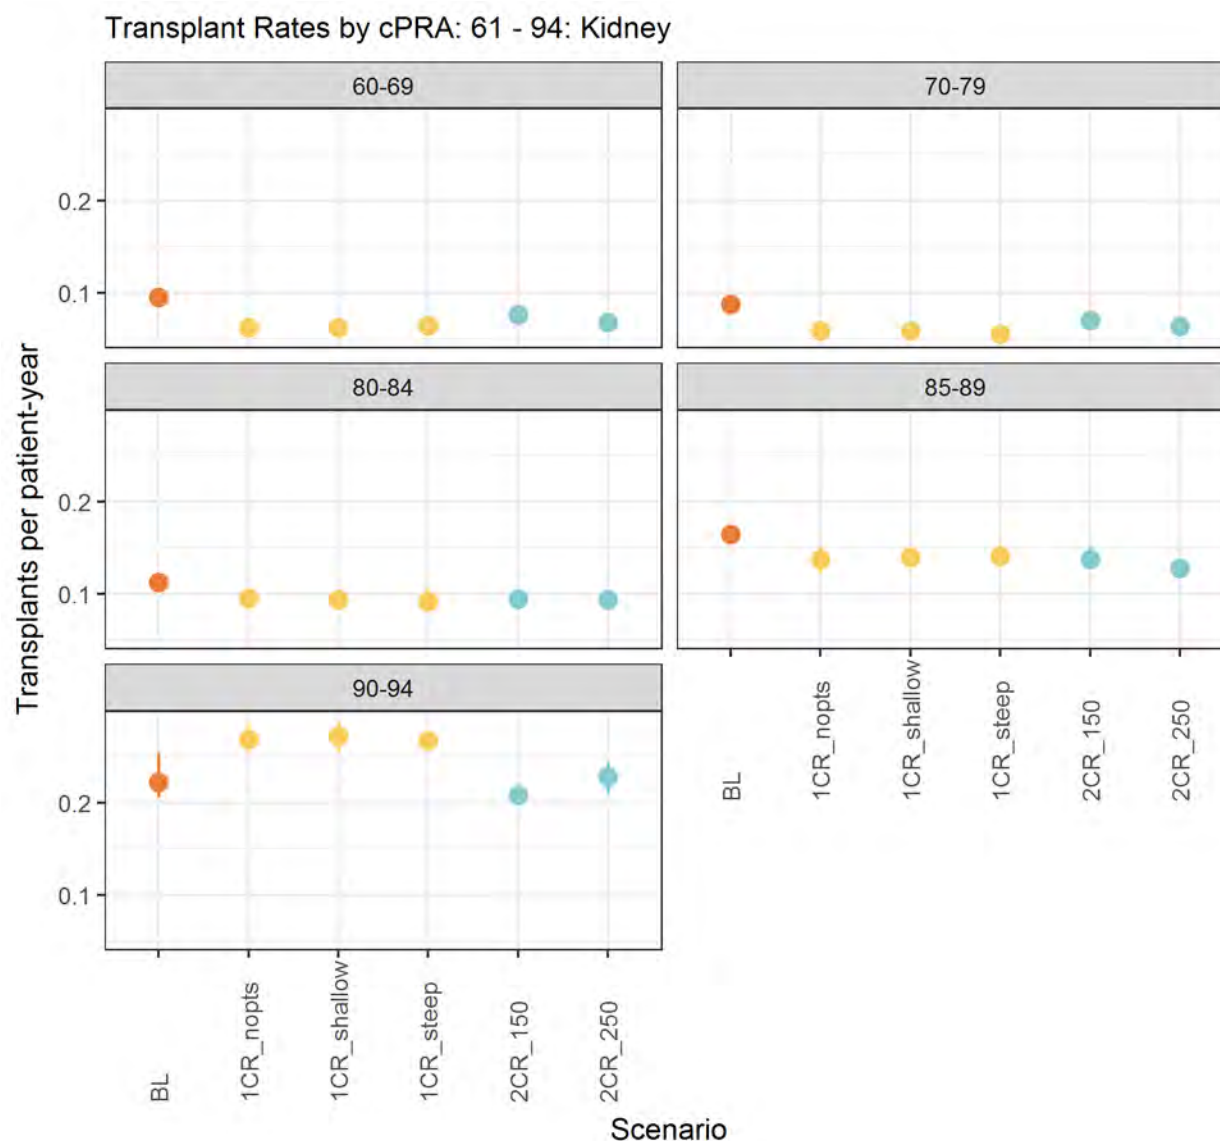 Transplant Rates by cPRA: 61 - 94: Kidney
60-69
70-79
0.2
0.1
80-84
85-89
0.2
0.1
90-94
0.2
0.1
Transplants per patient-year
BL
1CR_nopts
1CR_shallow
1CR_steep
2CR_150
2CR_250
BL
1CR_nopts
1CR_shallow
1CR_steep
2CR_150
2CR_250
Scenario